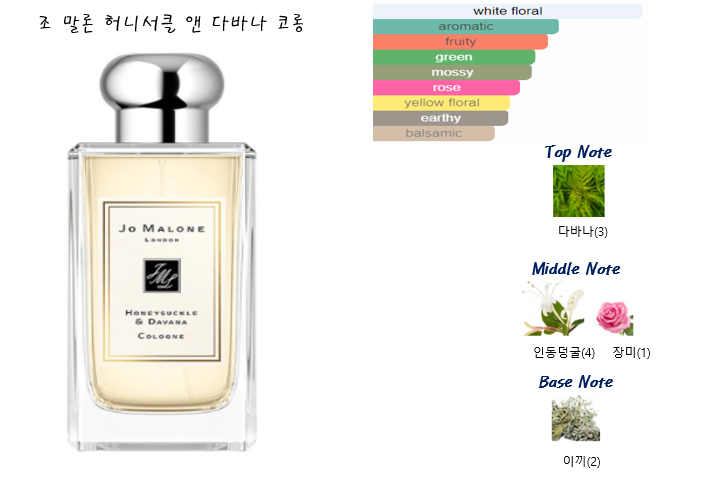 조 말론 허니서클 앤 다바나 코롱
JO MALONE
LONDON
JML
HONEYSUCKLE
& DAVANA
COLOGNE
white floral
aromatic
fruity
green
mossy
rose
yellow floral
earthy
balsamic
Top Note
다바나(3)
Middle Note
인동덩굴(4) 장미(1)
Base Note
이끼(2)